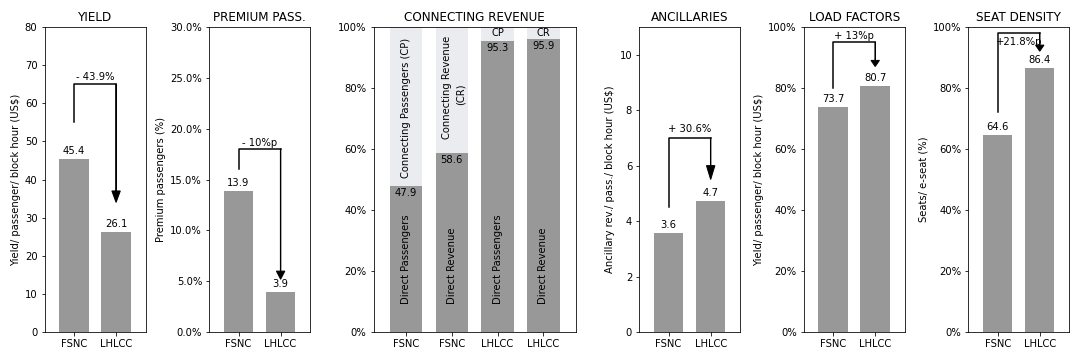 YIELD
Yield/ passenger/ block hour (US$)
80
70
60
50
40
30
20
10
0
- 43.9%
45.4
26.1
FSNC
LHLCC
PREMIUM PASS.
Premium passengers (%)
30.0%
25.0%
20.0%
15.0%
10.0%
5.0%
0.0%
- 10%p
13.9
3.9
FSNC
LHLCC
CONNECTING REVENUE
100%
80%
60%
40%
20%
0%
Connecting Passengers (CP)
47.9
Direct Passengers
Connecting Revenue
(CR)
58.6
Direct Revenue
CP
95.3
Direct Passengers
CR
95.9
Direct Revenue
FSNC
FSNC
LHLCC
LHLCC
ANCILLARIES
Ancillary rev./ pass./ block hour (US$)
10
8
6
4
2
0
+ 30.6%
3.6
4.7
FSNC
LHLCC
LOAD FACTORS
Yield/ passenger/ block hour (US$)
100%
80%
60%
40%
20%
0%
+ 13%p
73.7
80.7
FSNC
LHLCC
SEAT DENSITY
Seats/ e-seat (%)
100%
80%
60%
40%
20%
0%
+21.8%p
64.6
86.4
FSNC
LHLCC